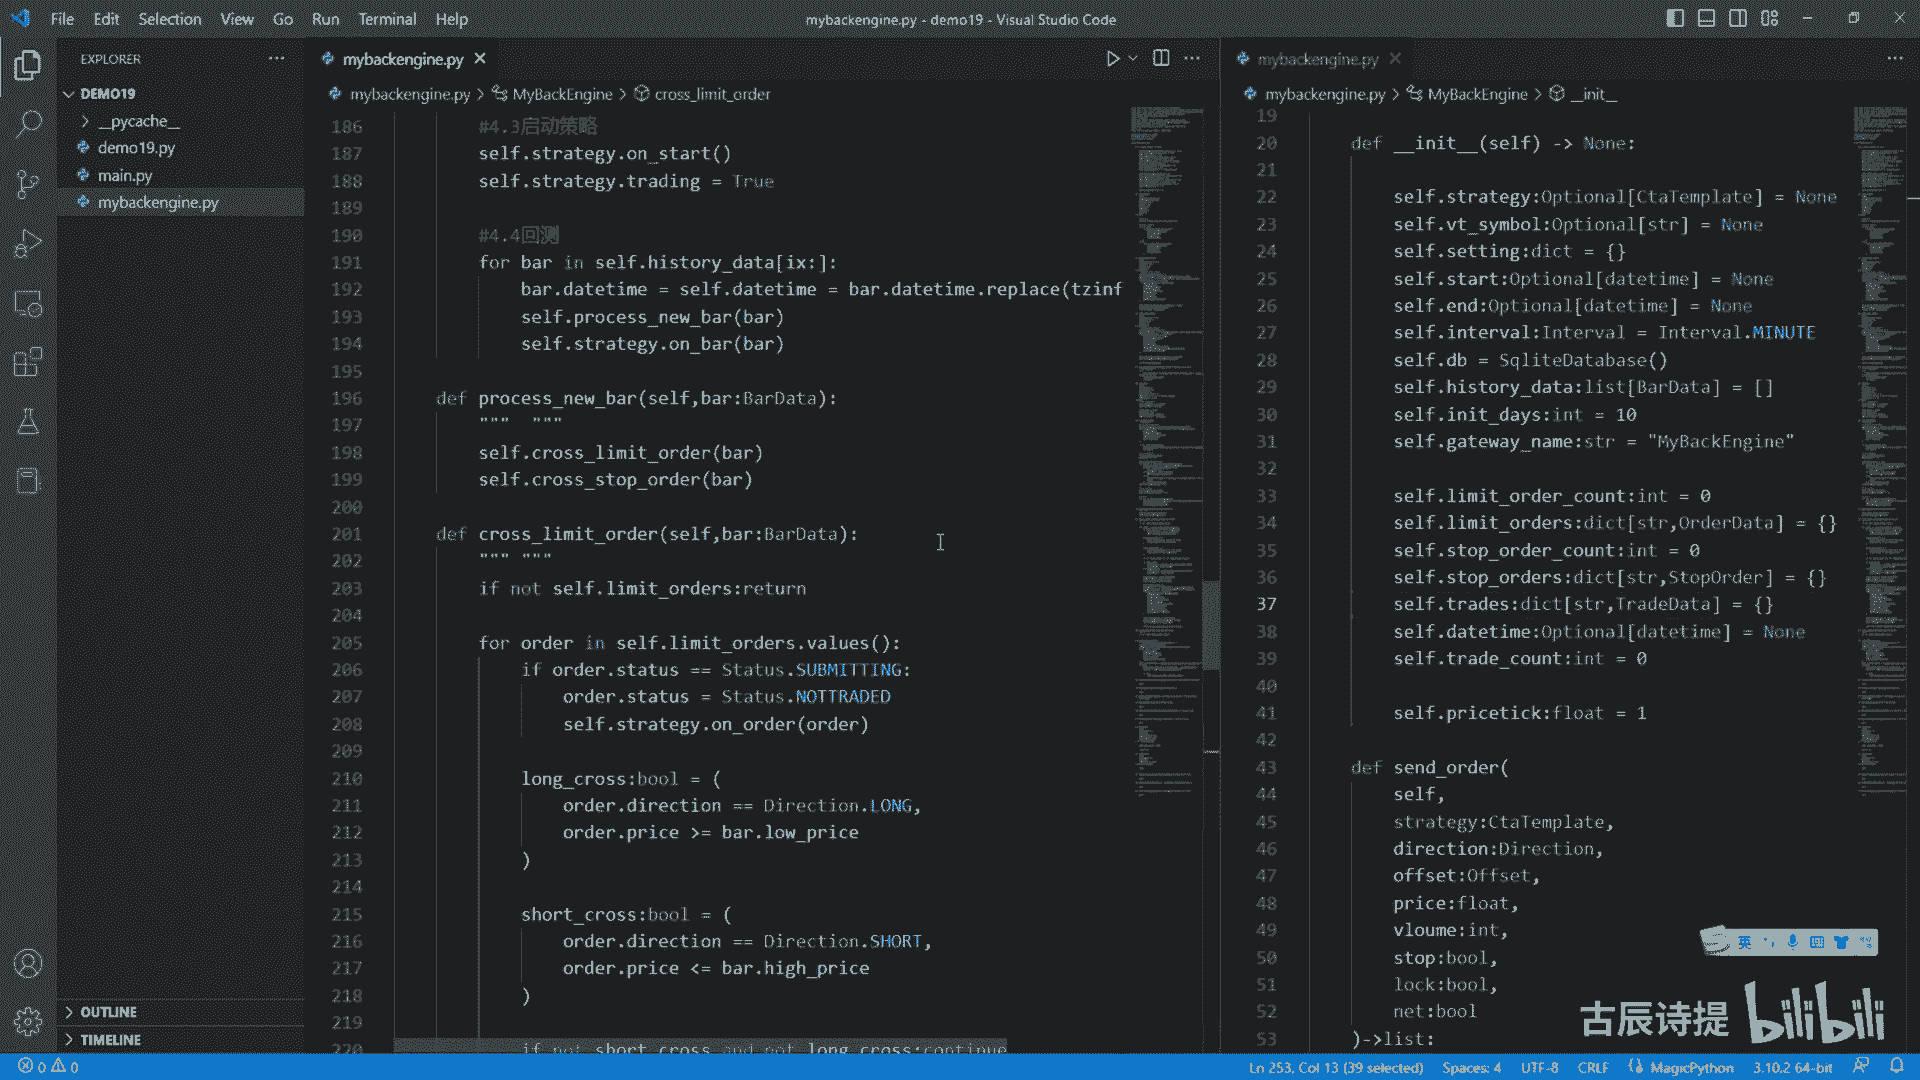 File Edit Selection View Go Run Terminal Help
mybackengine.py - demo19 - Visual Studio Code
EXPLORER
DEMO19
__pycache__
demo19.py
main.py
mybackengine.py
OUTLINE
TIMELINE
mybackengine.py
mybackengine.py > MyBackEngine > cross_limit_order
186 #4.3启动策略
187 self.strategy.on_start()
188 self.strategy.trading = True
189
190 #4.4回测
191 for bar in self.history_data[ix:]:
192 bar.datetime = self.datetime = bar.datetime.replace(tzinf
193 self.process_new_bar(bar)
194 self.strategy.on_bar(bar)
195
196 def process_new_bar(self,bar:BarData):
197 """ """
198 self.cross_limit_order(bar)
199 self.cross_stop_order(bar)
200
201 def cross_limit_order(self,bar:BarData):
202 """ """
203 if not self.limit_orders:return
204
205 for order in self.limit_orders.values():
206 if order.status == Status.SUBMITTING:
207 order.status = Status.NOTTRADED
208 self.strategy.on_order(order)
209
210 long_cross:bool = (
211 order.direction == Direction.LONG,
212 order.price >= bar.low_price
213 )
214
215 short_cross:bool = (
216 order.direction == Direction.SHORT,
217 order.price <= bar.high_price
218 )
219
220 if not short_cross and not long_cross:continue
mybackengine.py
mybackengine.py > MyBackEngine > __init__
19
20 def __init__(self) -> None:
21
22 self.strategy:Optional[CtaTemplate] = None
23 self.vt_symbol:Optional[str] = None
24 self.setting:dict = {}
25 self.start:Optional[datetime] = None
26 self.end:Optional[datetime] = None
27 self.interval:Interval = Interval.MINUTE
28 self.db = SqliteDatabase()
29 self.history_data:list[BarData] = []
30 self.init_days:int = 10
31 self.gateway_name:str = "MyBackEngine"
32
33 self.limit_order_count:int = 0
34 self.limit_orders:dict[str,OrderData] = {}
35 self.stop_order_count:int = 0
36 self.stop_orders:dict[str,StopOrder] = {}
37 self.trades:dict[str,TradeData] = {}
38 self.datetime:Optional[datetime] = None
39 self.trade_count:int = 0
40
41 self.pricetick:float = 1
42
43 def send_order(
44 self,
45 strategy:CtaTemplate,
46 direction:Direction,
47 offset:Offset,
48 price:float,
49 vloume:int,
50 stop:bool,
51 lock:bool,
52 net:bool
53 )->list:
英
古辰诗提 bilibili
0 0
Ln 253, Col 13 (39 selected) Spaces: 4 UTF-8 CRLF MagicPython 3.10.2 64-bit